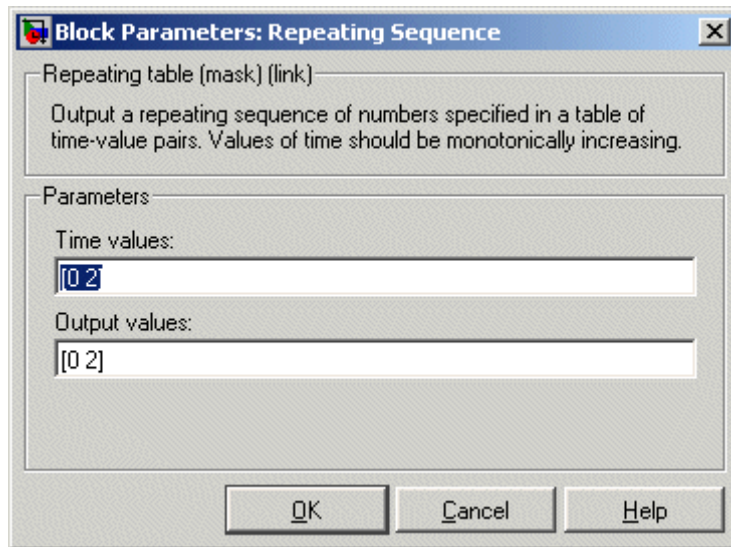 Block Parameters: Repeating Sequence
Repeating table (mask) (link)
Output a repeating sequence of numbers specified in a table of
time-value pairs. Values of time should be monotonically increasing.
Parameters
Time values:
[0 2]
Output values:
[0 2]
OK Cancel Help